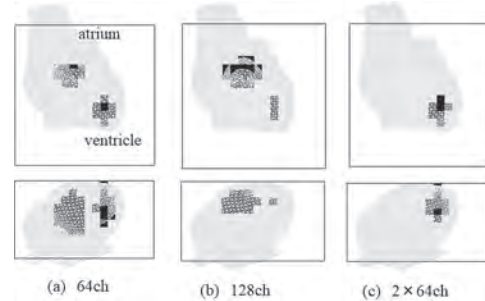 atrium
ventricle
(a) 64ch
(b) 128ch
(c) 2×64ch